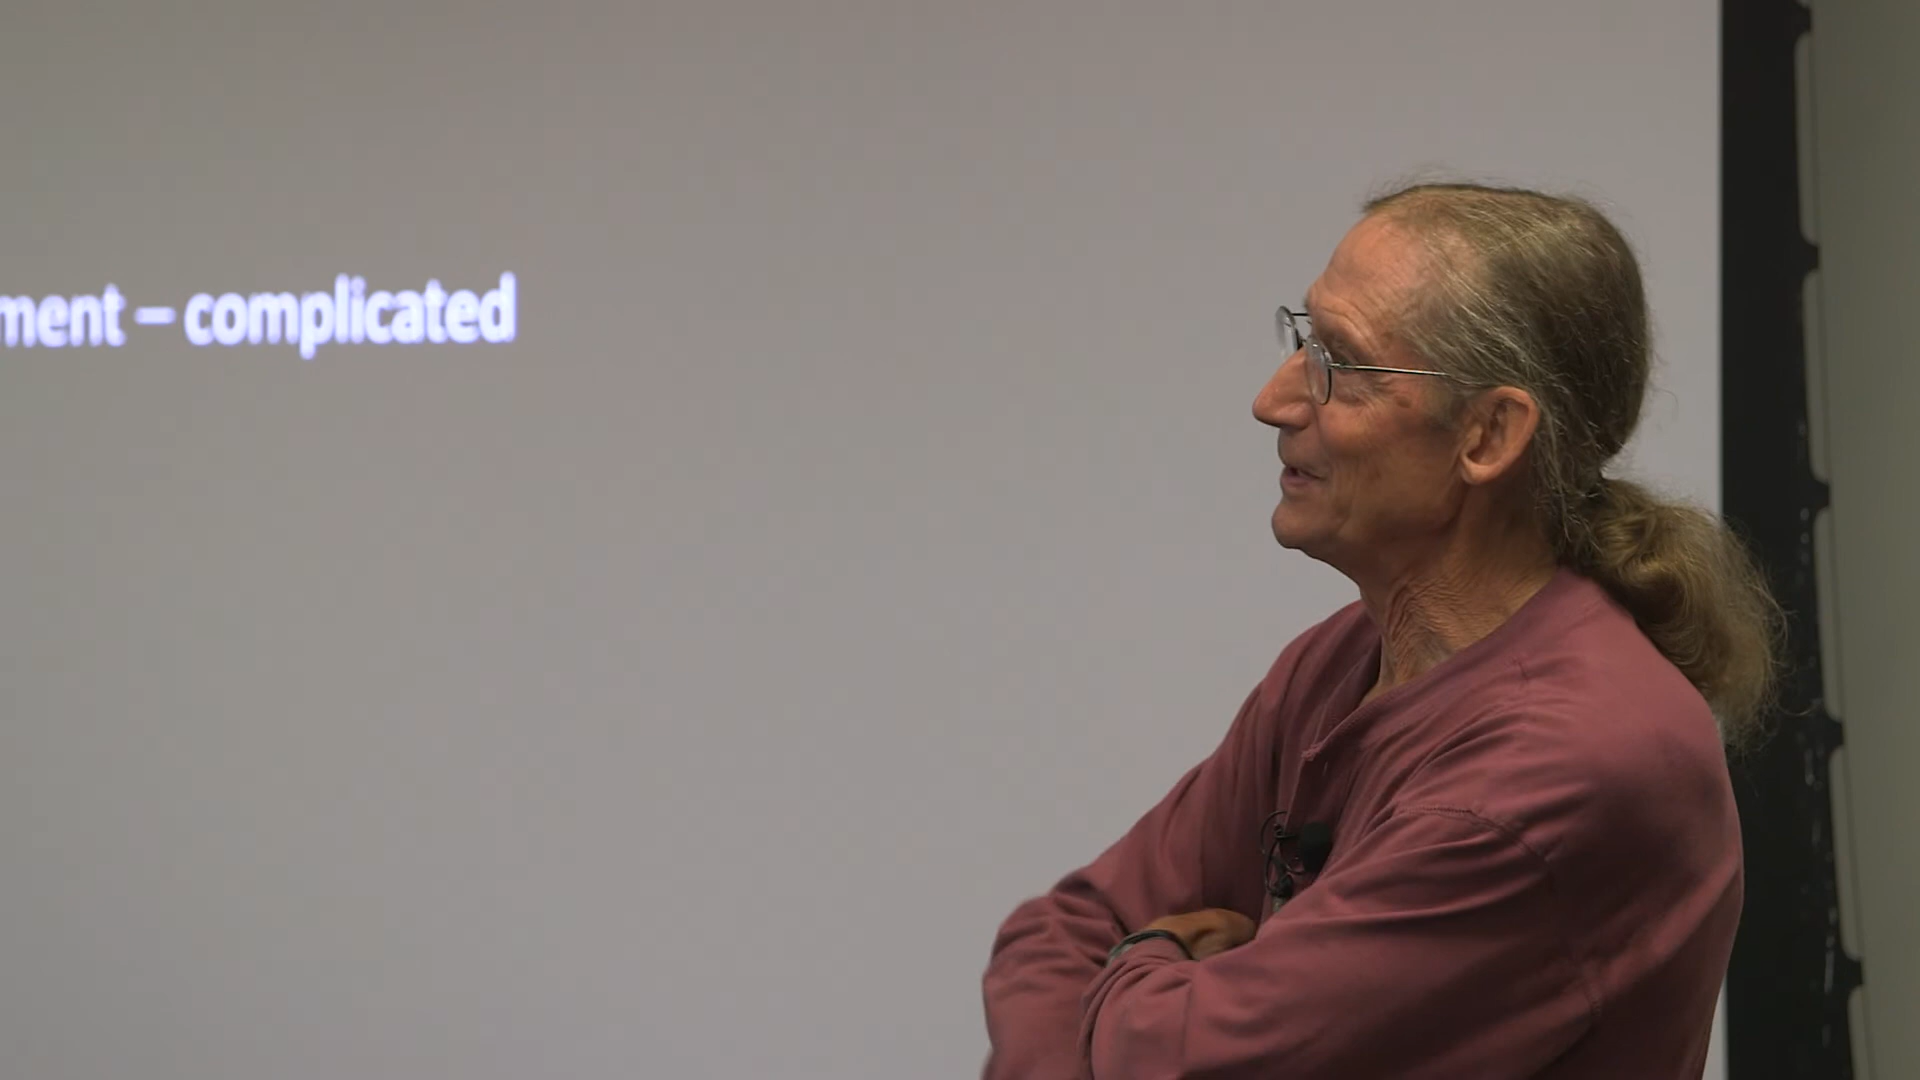 ment – complicated